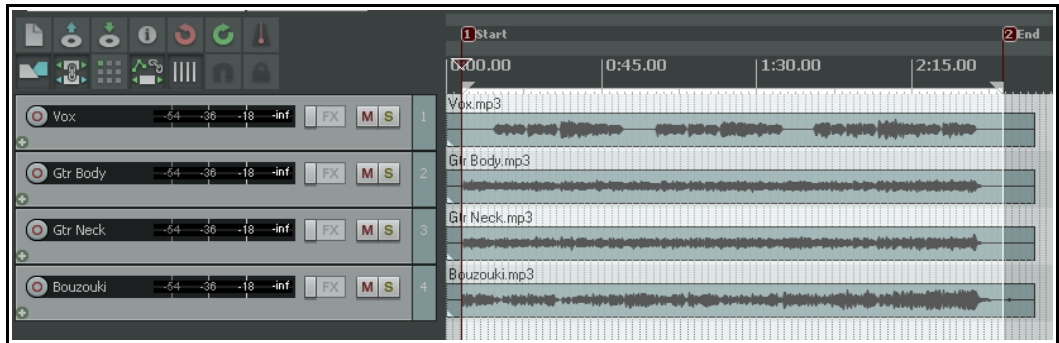 1 Start 2 End
0:00.00 0:45.00 1:30.00 2:15.00
Vox.mp3
Vox -54 -36 -18 -inf FX M S 1
Gtr Body.mp3
Gtr Body -54 -36 -18 -inf FX M S 2
Gtr Neck.mp3
Gtr Neck -54 -36 -18 -inf FX M S 3
Bouzouki.mp3
Bouzouki -54 -36 -18 -inf FX M S 4